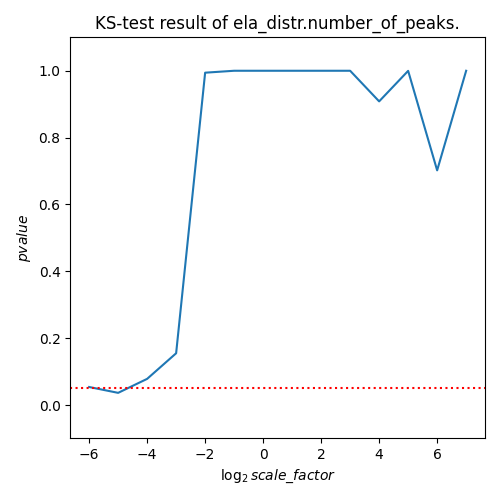 KS-test result of ela_distr.number_of_peaks.
1.0
0.8
0.6
0.4
0.2
0.0
pvalue
−6 −4 −2 0 2 4 6
log₂ scale_factor